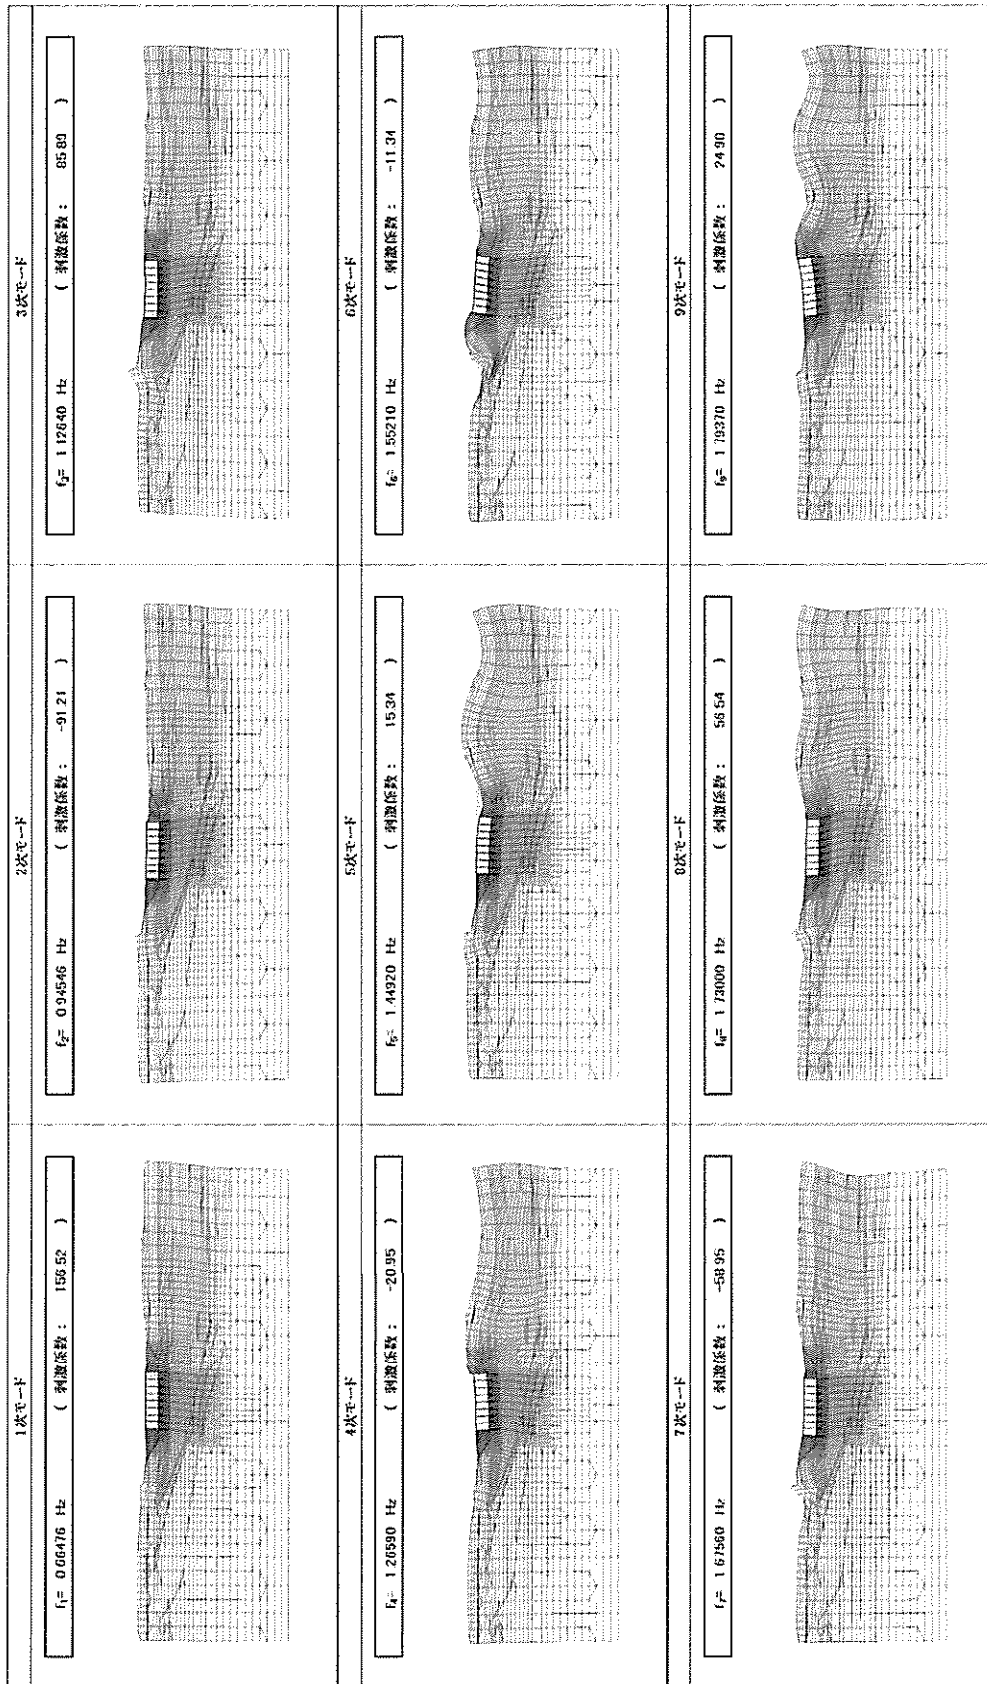 1次モード
f₁= 0.66476 Hz ( 刺激係数 : 156.52 )
2次モード
f₂= 0.94546 Hz ( 刺激係数 : -91.21 )
3次モード
f₃= 1.12640 Hz ( 刺激係数 : 85.89 )
4次モード
f₄= 1.26590 Hz ( 刺激係数 : -20.95 )
5次モード
f₅= 1.44920 Hz ( 刺激係数 : 15.34 )
6次モード
f₆= 1.55210 Hz ( 刺激係数 : -11.34 )
7次モード
f₇= 1.67560 Hz ( 刺激係数 : -58.95 )
8次モード
f₈= 1.73000 Hz ( 刺激係数 : 56.54 )
9次モード
f₉= 1.79370 Hz ( 刺激係数 : 24.90 )